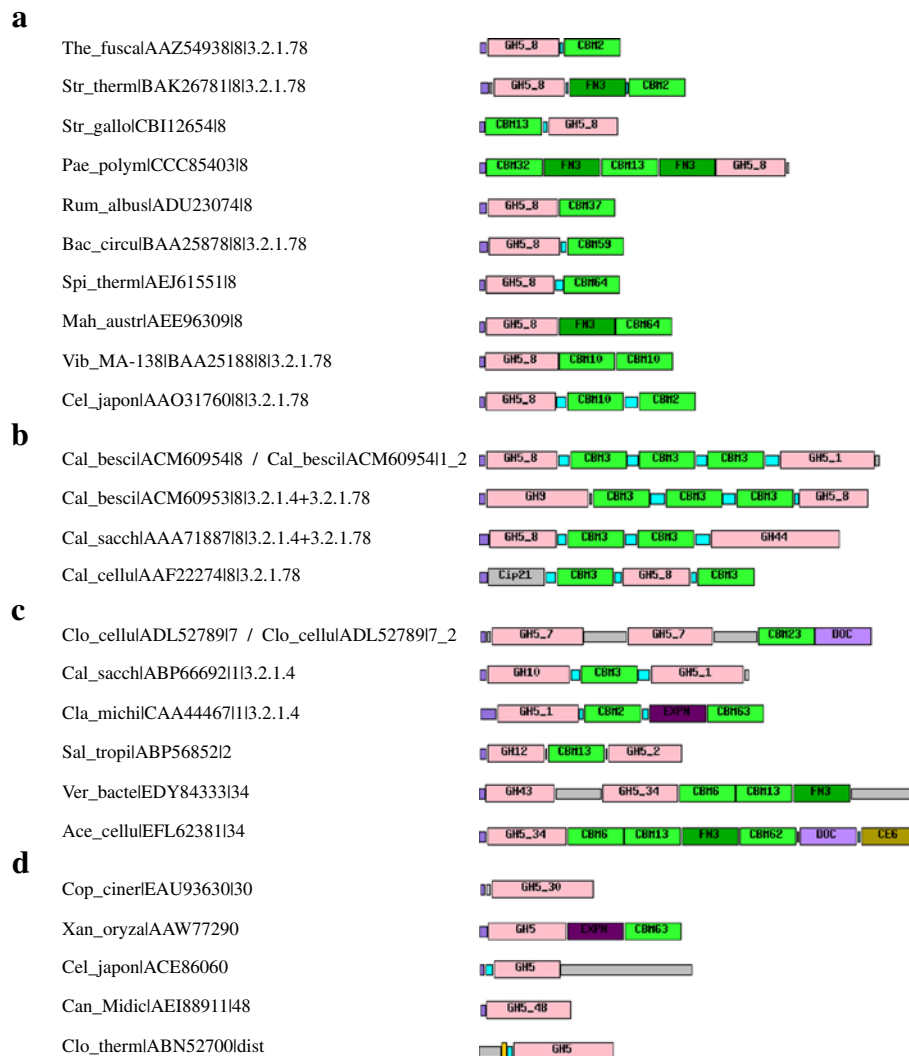 a
The_fusca|AAZ54938|8|3.2.1.78 GH5_8 CBM2
Str_therm|BAK26781|8|3.2.1.78 GH5_8 FN3 CBM2
Str_gallo|CBI12654|8 CBM13 GH5_8
Pae_polym|CCC85403|8 CBM32 FN3 CBM13 FN3 GH5_8
Rum_albus|ADU23074|8 GH5_8 CBM37
Bac_circu|BAA25878|8|3.2.1.78 GH5_8 CBM59
Spi_therm|AEJ61551|8 GH5_8 CBM64
Mah_austr|AEE96309|8 GH5_8 FN3 CBM64
Vib_MA-138|BAA25188|8|3.2.1.78 GH5_8 CBM10 CBM10
Cel_japon|AAO31760|8|3.2.1.78 GH5_8 CBM10 CBM2
b
Cal_besci|ACM60954|8 / Cal_besci|ACM60954|1_2 GH5_8 CBM3 CBM3 CBM3 GH5_1
Cal_besci|ACM60953|8|3.2.1.4+3.2.1.78 GH9 CBM3 CBM3 CBM3 GH5_8
Cal_sacch|AAA71887|8|3.2.1.4+3.2.1.78 GH5_8 CBM3 CBM3 GH44
Cal_cellu|AAF22274|8|3.2.1.78 Cip21 CBM3 GH5_8 CBM3
c
Clo_cellu|ADL52789|7 / Clo_cellu|ADL52789|7_2 GH5_7 GH5_7 CBM23 DOC
Cal_sacch|ABP66692|1|3.2.1.4 GH10 CBM3 GH5_1
Cla_michi|CAA44467|1|3.2.1.4 GH5_1 CBM2 EXPN CBM63
Sal_tropi|ABP56852|2 GH12 CBM13 GH5_2
Ver_bacte|EDY84333|34 GH43 GH5_34 CBM6 CBM13 FN3
Ace_cellu|EFL62381|34 GH5_34 CBM6 CBM13 FN3 CBM62 DOC CE6
d
Cop_ciner|EAU93630|30 GH5_30
Xan_oryza|AAW77290 GH5 EXPN CBM63
Cel_japon|ACE86060 GH5
Can_Midic|AEI88911|48 GH5_48
Clo_therm|ABN52700|dist GH5